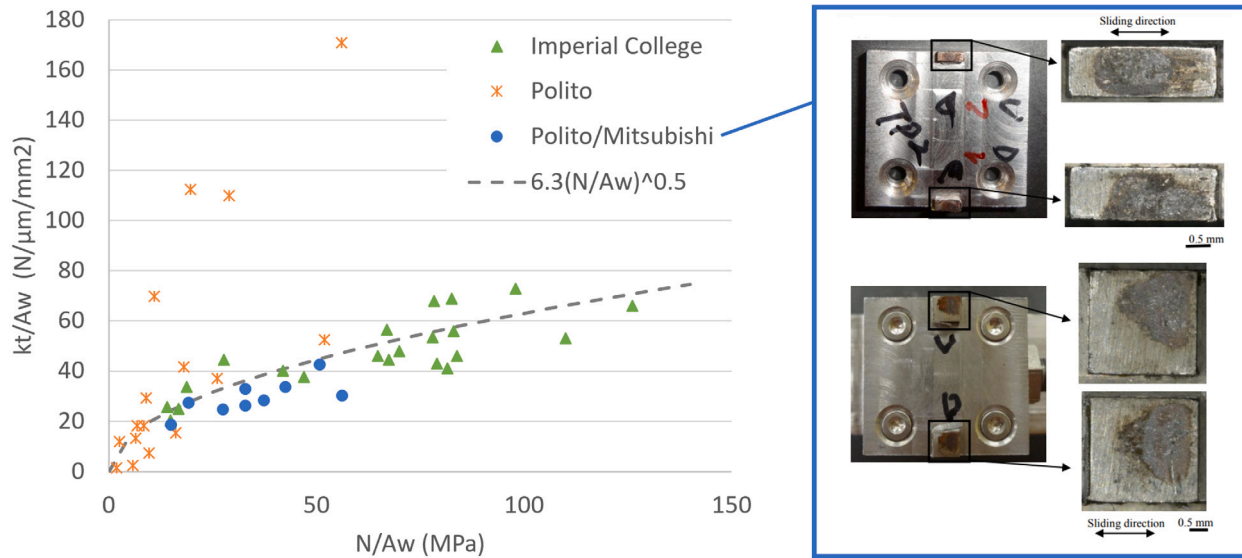 180
160
140
120
100
80
60
40
20
0
kt/Aw (N/μm/mm2)
0
50
100
150
N/Aw (MPa)
Imperial College
Polito
Polito/Mitsubishi
6.3(N/Aw)^0.5
Sliding direction
0.5 mm
Sliding direction
0.5 mm